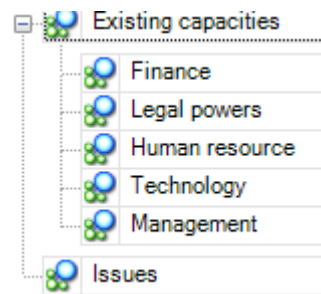 Existing capacities
Finance
Legal powers
Human resource
Technology
Management
Issues